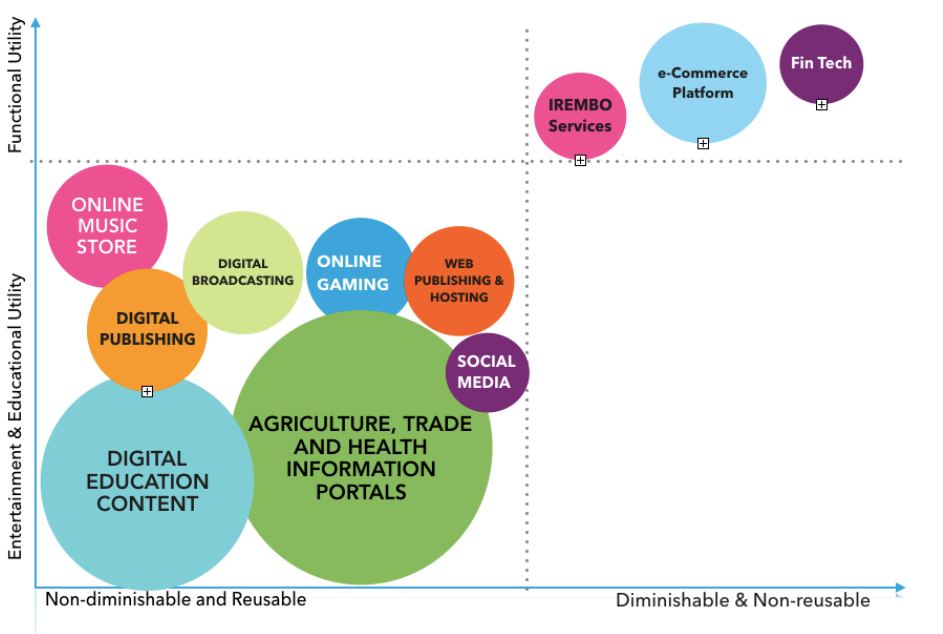 Functional Utility
IREMBO
Services
e-Commerce
Platform
Fin Tech
Entertainment & Educational Utility
ONLINE
MUSIC
STORE
DIGITAL
BROADCASTING
ONLINE
GAMING
WEB
PUBLISHING &
HOSTING
DIGITAL
PUBLISHING
SOCIAL
MEDIA
DIGITAL
EDUCATION
CONTENT
AGRICULTURE, TRADE
AND HEALTH
INFORMATION
PORTALS
Non-diminishable and Reusable
Diminishable & Non-reusable